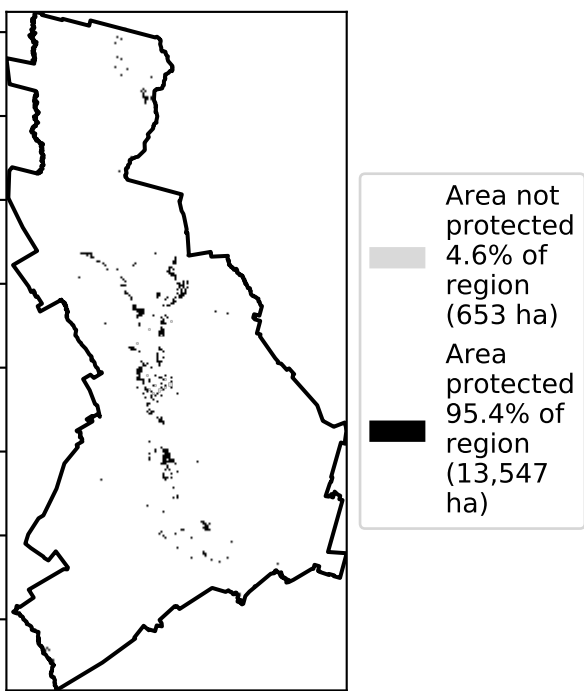 Area not
protected
4.6% of
region
(653 ha)
Area
protected
95.4% of
region
(13,547
ha)